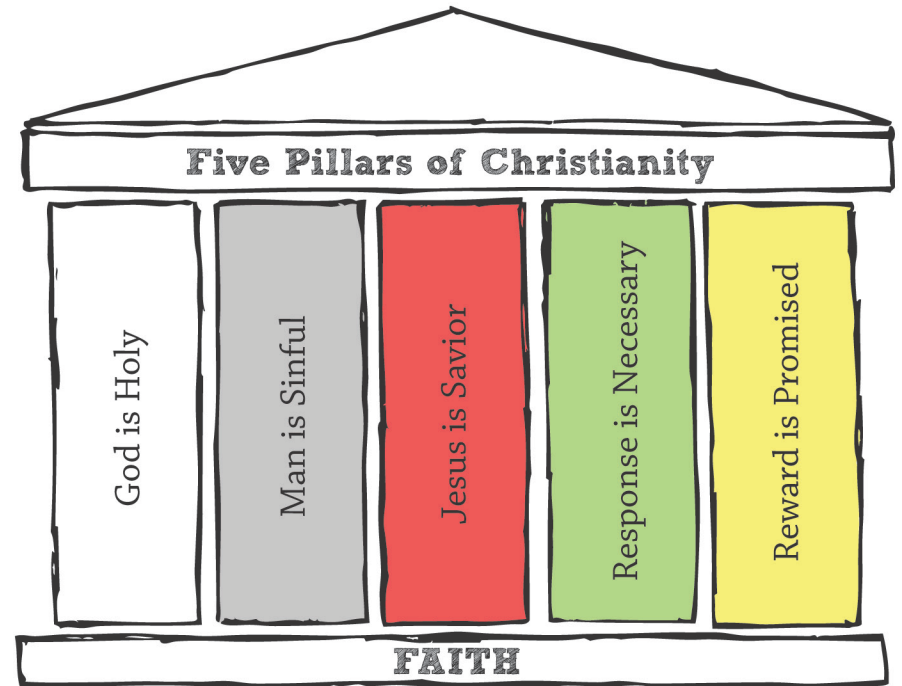 Five Pillars of Christianity
God is Holy
Man is Sinful
Jesus is Savior
Response is Necessary
Reward is Promised
FAITH